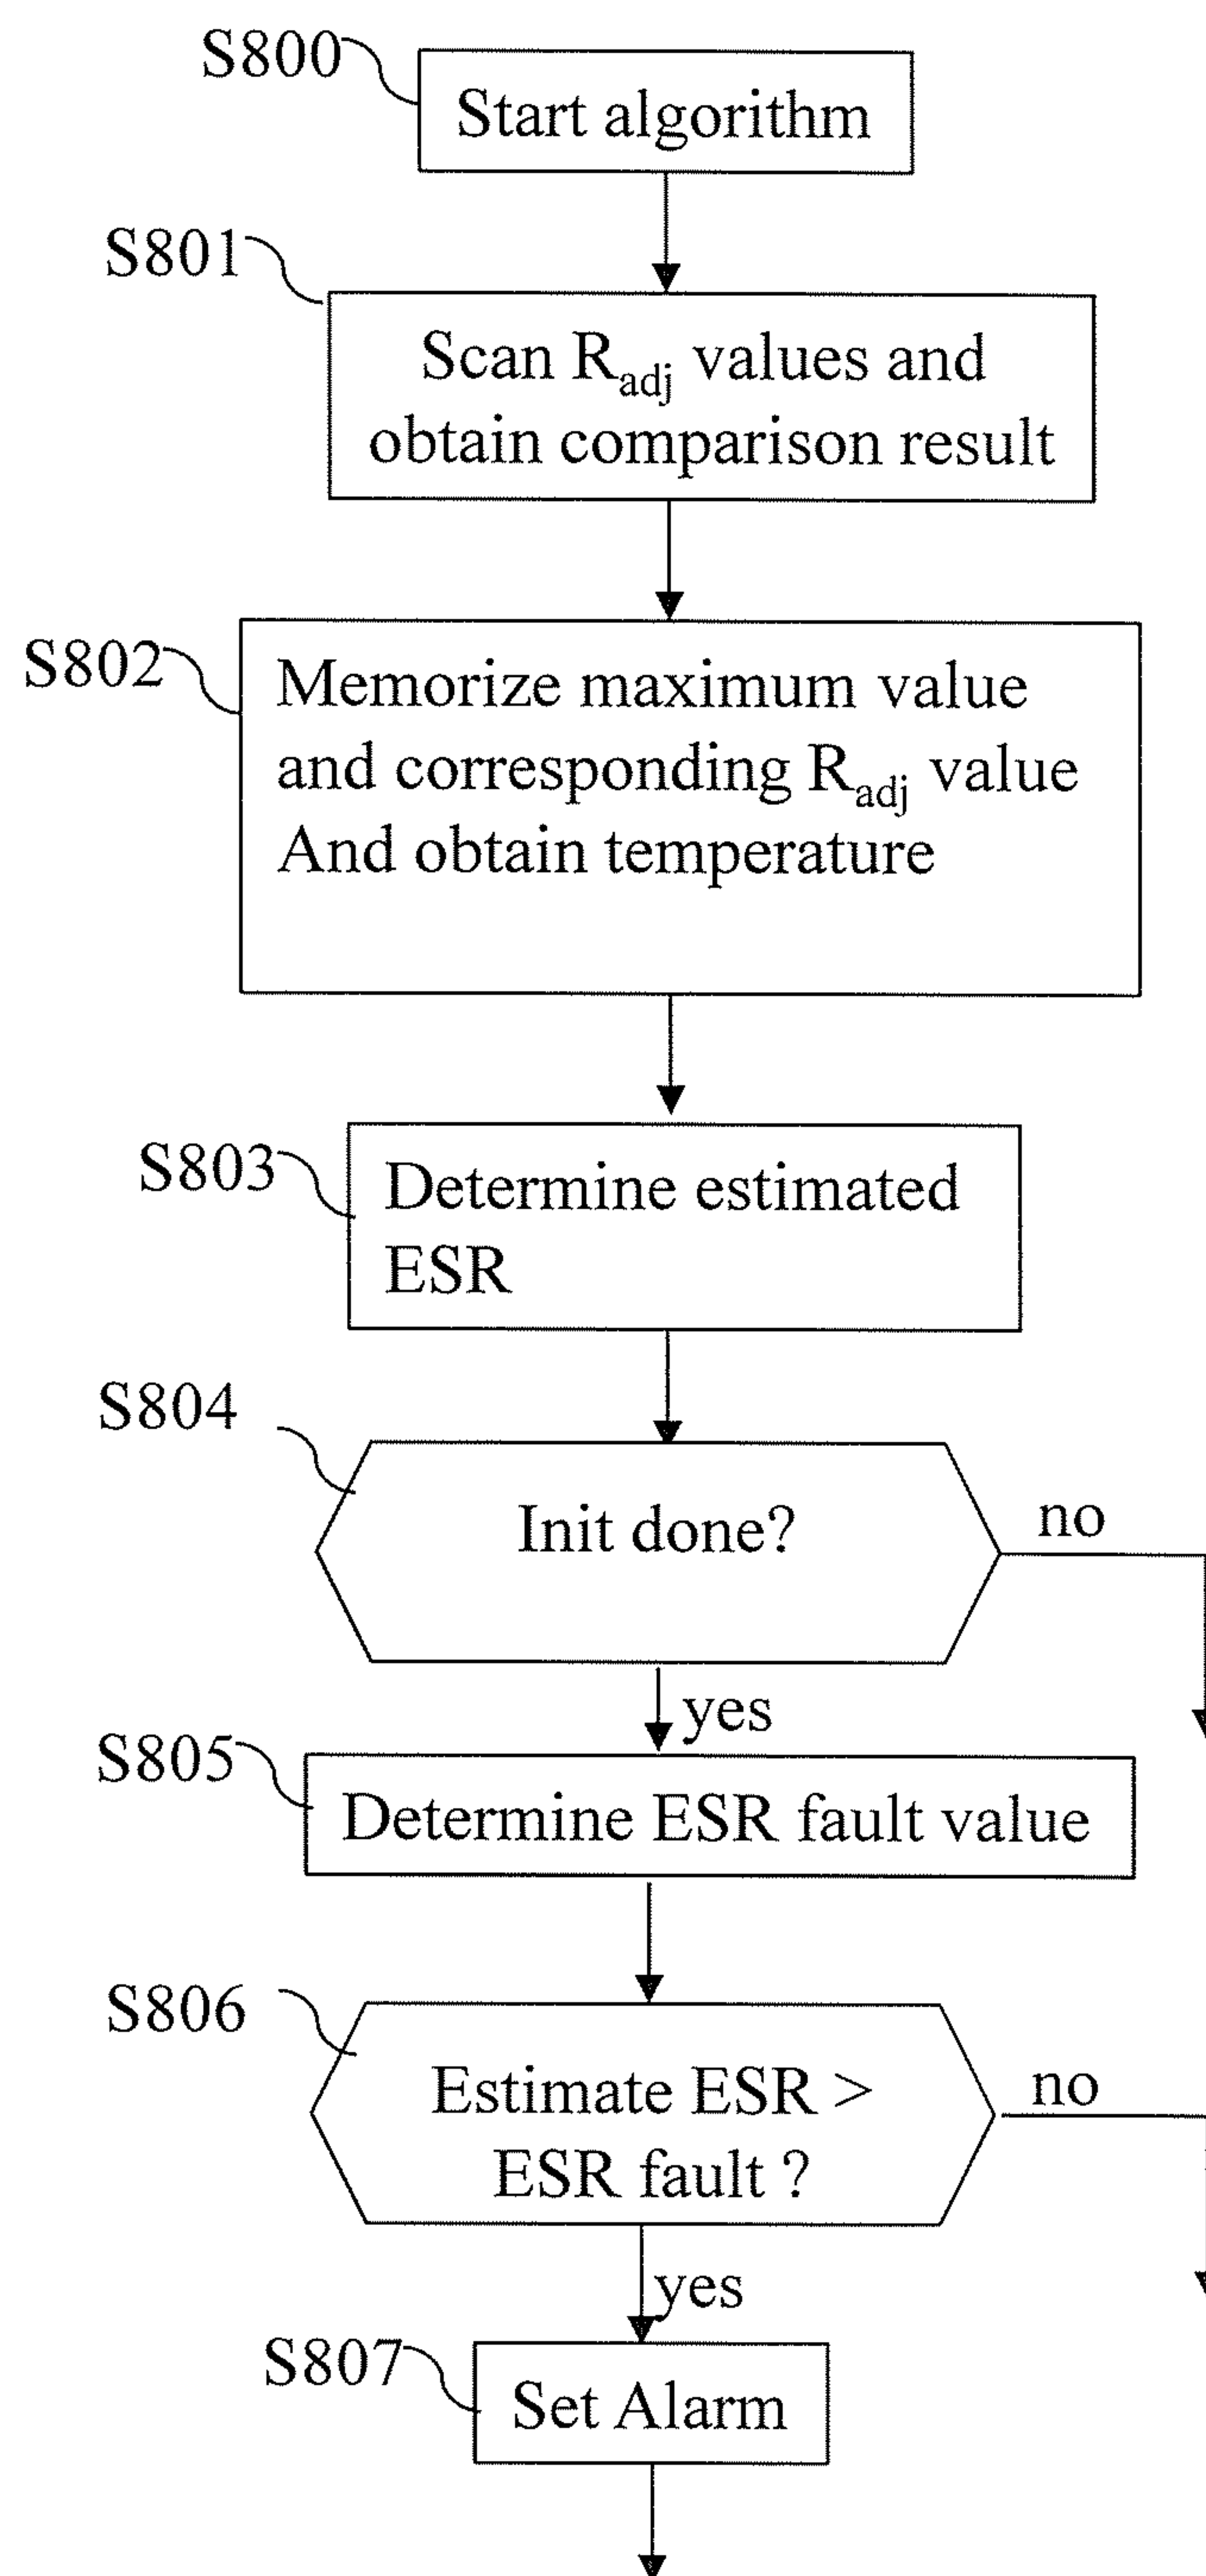 S800
Start algorithm
S801
Scan Radj values and
obtain comparison result
S802
Memorize maximum value
and corresponding Radj value
And obtain temperature
S803
Determine estimated
ESR
S804
Init done?
no
yes
S805
Determine ESR fault value
S806
Estimate ESR >
ESR fault ?
no
yes
S807
Set Alarm